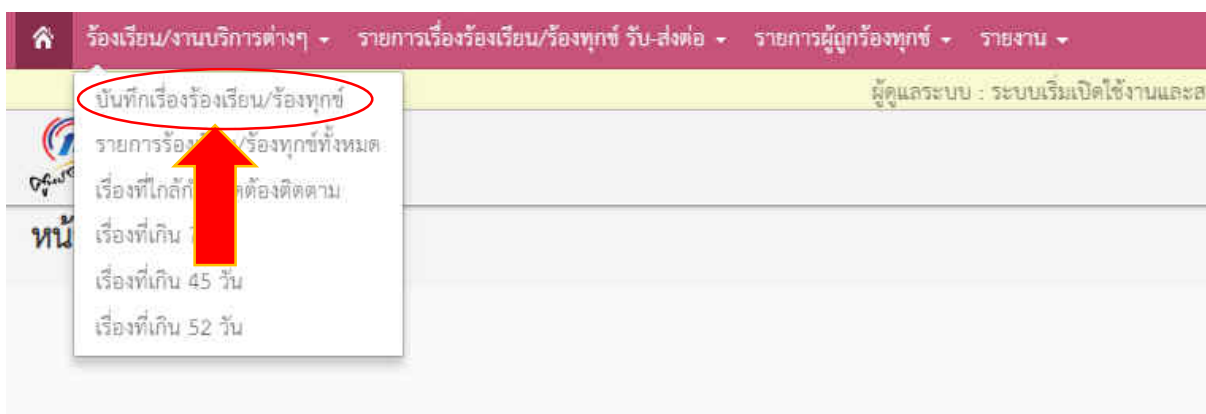 ร้องเรียน/งานบริการต่างๆ รายการเรื่องร้องเรียน/ร้องทุกข์ รับ-ส่งต่อ รายการผู้ถูกร้องทุกข์ รายงาน
บันทึกเรื่องร้องเรียน/ร้องทุกข์
ผู้ดูแลระบบ : ระบบเริ่มเปิดใช้งานและส
/ร้องทุกข์ทั้งหมด
ต้องติดตาม
เรื่องที่เกิน
เรื่องที่เกิน 45 วัน
เรื่องที่เกิน 52 วัน